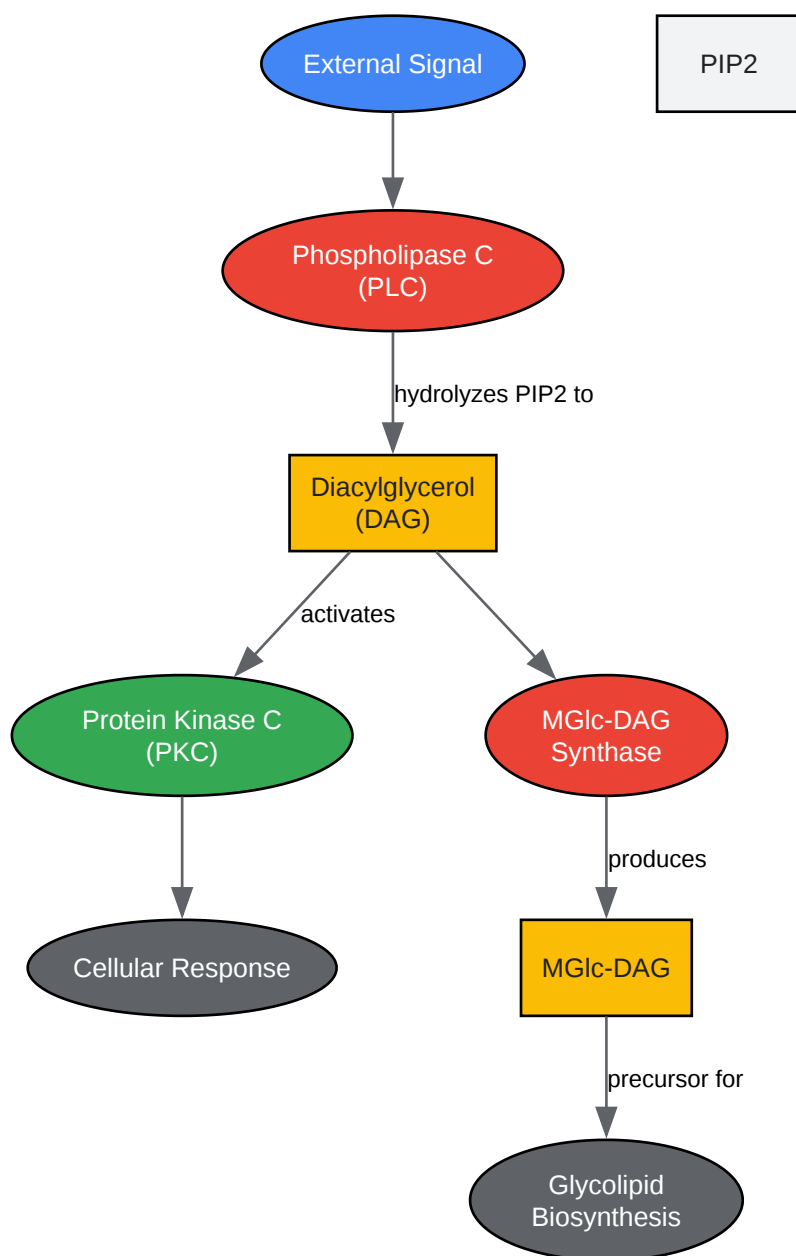 External Signal
PIP2
Phospholipase C
(PLC)
hydrolyzes PIP2 to
Diacylglycerol
(DAG)
activates
Protein Kinase C
(PKC)
MGlc-DAG
Synthase
produces
Cellular Response
MGlc-DAG
precursor for
Glycolipid
Biosynthesis